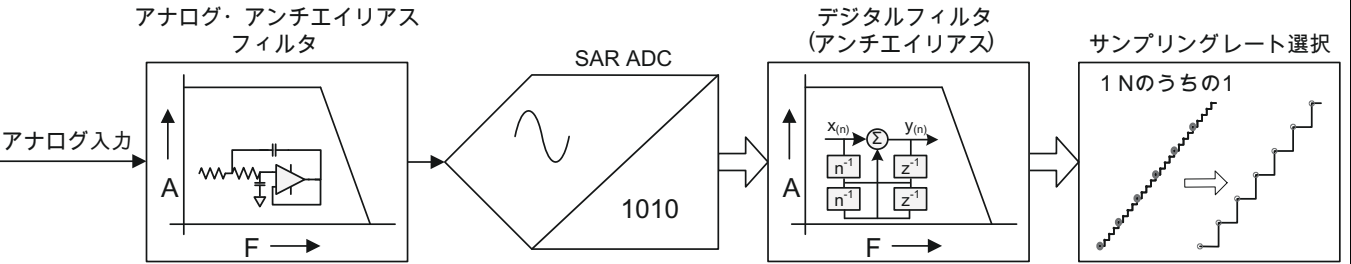 アナログ入力
アナログ・アンチエイリアス
フィルタ
A
F
SAR ADC
1010
デジタルフィルタ
(アンチエイリアス)
x(n)
Σ
y(n)
n-1
z-1
n-1
z-1
A
F
サンプリングレート選択
1 Nのうちの1